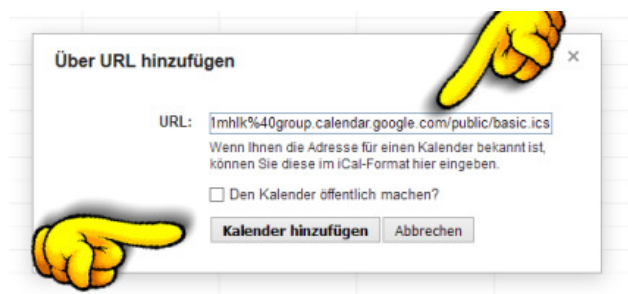 Über URL hinzufügen
×
URL: 1mhlk%40group.calendar.google.com/public/basic.ics
Wenn Ihnen die Adresse für einen Kalender bekannt ist,
können Sie diese im iCal-Format hier eingeben.
Den Kalender öffentlich machen?
Kalender hinzufügen Abbrechen